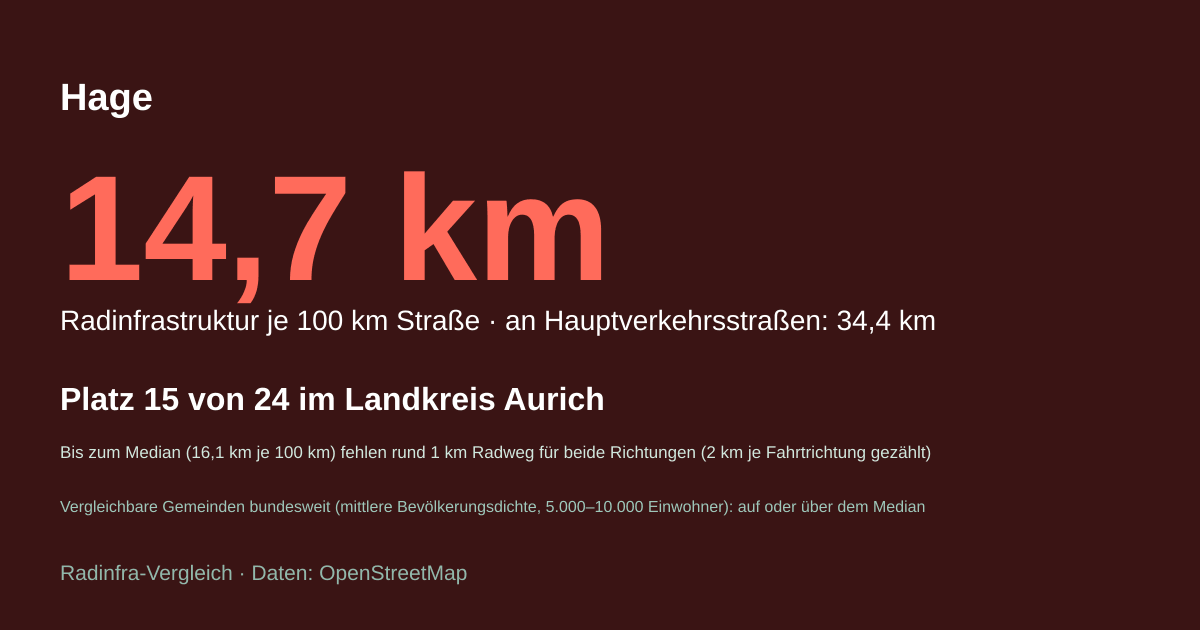 Hage
14,7 km
Radinfrastruktur je 100 km Straße · an Hauptverkehrsstraßen: 34,4 km
Platz 15 von 24 im Landkreis Aurich
Bis zum Median (16,1 km je 100 km) fehlen rund 1 km Radweg für beide Richtungen (2 km je Fahrtrichtung gezählt)
Vergleichbare Gemeinden bundesweit (mittlere Bevölkerungsdichte, 5.000–10.000 Einwohner): auf oder über dem Median
Radinfra-Vergleich · Daten: OpenStreetMap